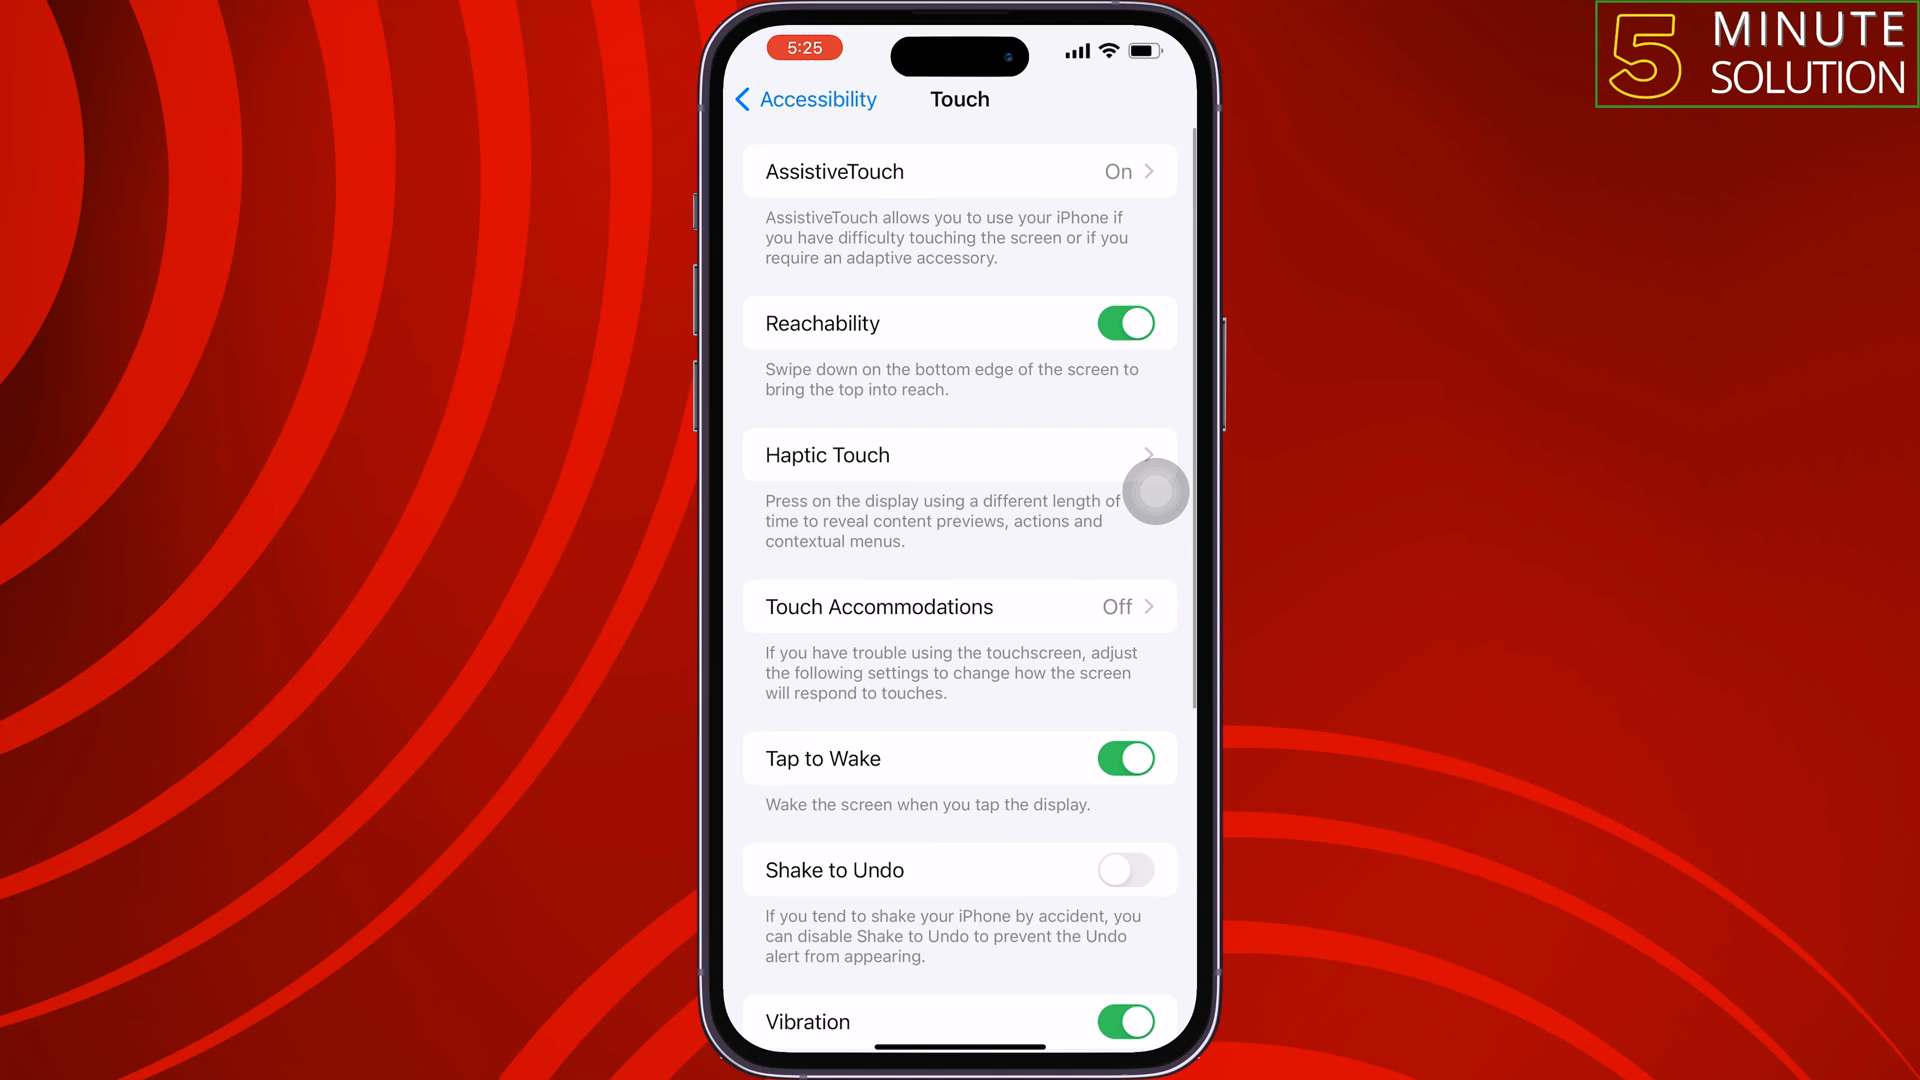 5 MINUTE
SOLUTION
5:25
Accessibility
Touch
AssistiveTouch On
AssistiveTouch allows you to use your iPhone if
you have difficulty touching the screen or if you
require an adaptive accessory.
Reachability
Swipe down on the bottom edge of the screen to
bring the top into reach.
Haptic Touch
Press on the display using a different length of
time to reveal content previews, actions and
contextual menus.
Touch Accommodations Off
If you have trouble using the touchscreen, adjust
the following settings to change how the screen
will respond to touches.
Tap to Wake
Wake the screen when you tap the display.
Shake to Undo
If you tend to shake your iPhone by accident, you
can disable Shake to Undo to prevent the Undo
alert from appearing.
Vibration